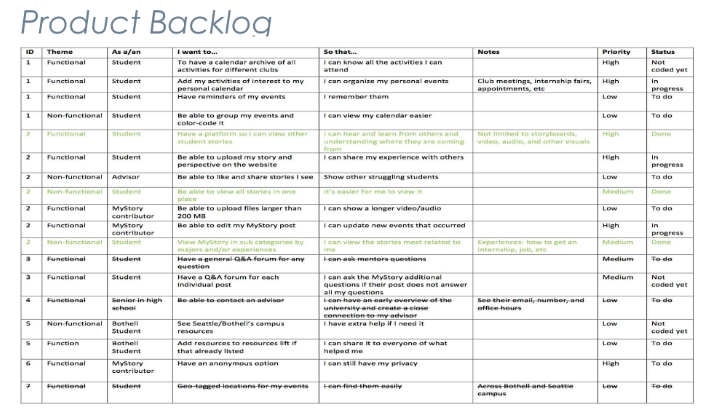 Product Backlog
ID Theme As a/an I want to... So that... Notes Priority Status
1 Functional Student To have a calendar archive of all I can know all the activities I can High Not
activities for different clubs attend coded yet
1 Functional Student Add my activities of interest to my I can organize my personal events Club meetings, internship fairs, High In
personal calendar appointments, etc progress
1 Functional Student Have reminders of my events I remember them Low To do
1 Non-functional Student Be able to group my events and I can view my calendar easier Low To do
color-code it
2 Functional Student Have a platform so I can view other I can hear and learn from others and Not limited to storyboards, High Done
student stories understanding where they are coming video, audio, and other visuals
from
2 Functional Student Be able to upload my story and I can share my experience with others High In
perspective on the website progress
2 Non-functional Advisor Be able to like and share stories I see Show other struggling students Low To do
2 Non-functional Student Be able to view all stories in one It's easier for me to view it Medium Done
place
2 Functional MyStory Be able to upload files larger than I can show a longer video/audio Low To do
contributor 200 MB
2 Functional MyStory Be able to edit my MyStory post I can update new events that occurred High In
contributor progress
2 Non-functional Student View MyStory in sub categories by I can view the stories most related to Experiences: how to get an Medium Done
majors and/or experiences me internship, job, etc
3 Functional Student Have a general Q&A forum for any I can ask mentors questions Medium To do
question
3 Functional Student Have a Q&A forum for each I can ask the MyStory additional Medium Not
individual post questions if their post does not answer coded yet
all my questions
4 Functional Senior in high Be able to contact an advisor I can have an early overview of the See their email, number, and Low To do
school university and create a close office hours
connection to my advisor
5 Non-functional Bothell See Seattle/Bothell's campus I have extra help if I need it Low Not
Student resources coded yet
5 Function Bothell Add resources to resources lift if I can share it to everyone of what Low To do
Student that already listed helped me
6 Functional MyStory Have an anonymous option I can still have my privacy High To do
contributor
7 Functional Student Geo-tagged locations for my events I can find them easily Across Bothell and Seattle Low To do
campus